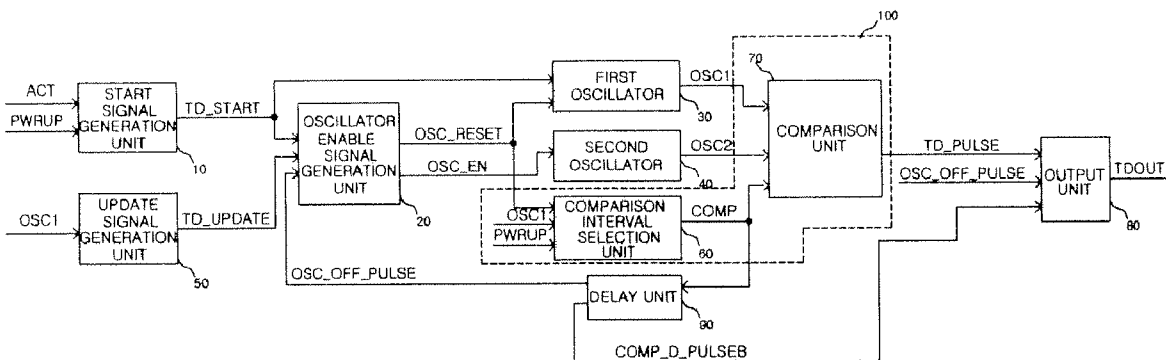 100
ACT
PWRUP
START
SIGNAL
GENERATION
UNIT
10
TD_START
OSCILLATOR
ENABLE
SIGNAL
GENERATION
UNIT
20
OSC_RESET
OSC_EN
FIRST
OSCILLATOR
30
OSC1
SECOND
OSCILLATOR
40
OSC2
70
COMPARISON
UNIT
TD_PULSE
OSC_OFF_PULSE
OUTPUT
UNIT
80
TDOUT
OSC1
UPDATE
SIGNAL
GENERATION
UNIT
50
TD_UPDATE
OSC1
PWRUP
COMPARISON
INTERVAL
SELECTION
UNIT
60
COMP
OSC_OFF_PULSE
DELAY UNIT
90
COMP_D_PULSEB